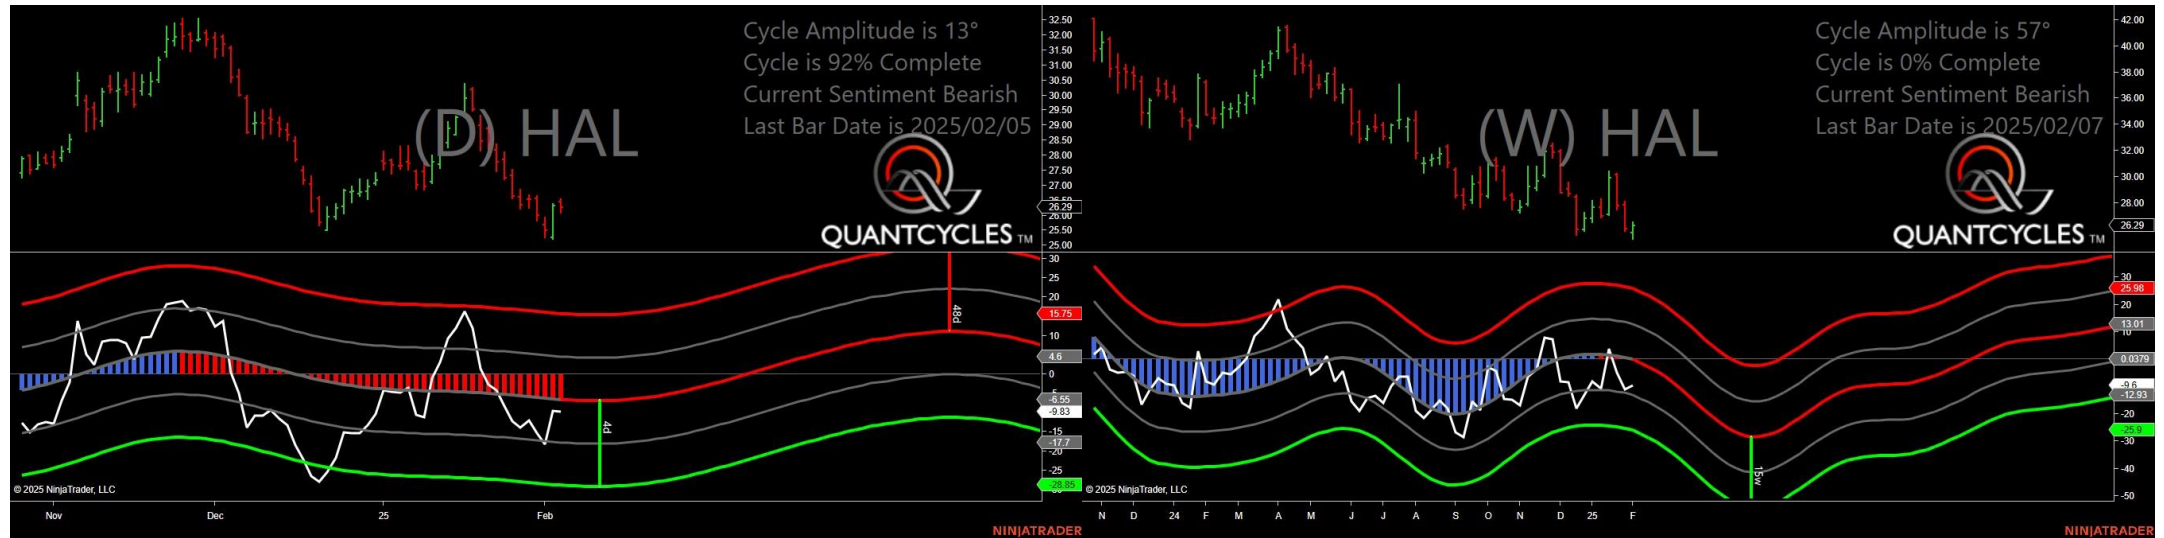 Cycle Amplitude is 13°
Cycle is 92% Complete
Current Sentiment Bearish
Last Bar Date is 2025/02/05
(D) HAL
QUANTCYCLES TM
32.50
32.00
31.50
31.00
30.50
30.00
29.50
29.00
28.50
28.00
27.50
27.00
26.29
26.00
25.50
25.00
30
25
20
15.75
10
4.6
0
-6.55
-9.83
-15
-17.7
-20
-25
-28.85
48d
4d
© 2025 NinjaTrader, LLC
Nov Dec 25 Feb
NINJATRADER
Cycle Amplitude is 57°
Cycle is 0% Complete
Current Sentiment Bearish
Last Bar Date is 2025/02/07
(W) HAL
QUANTCYCLES TM
42.00
40.00
38.00
36.00
34.00
32.00
30.00
28.00
26.29
30
25.98
20
13.01
10
0.0379
-9.6
-12.93
-20
-25.9
-30
-40
-50
15w
© 2025 NinjaTrader, LLC
N D 24 F M A M J J A S O N D 25 F
NINJATRADER